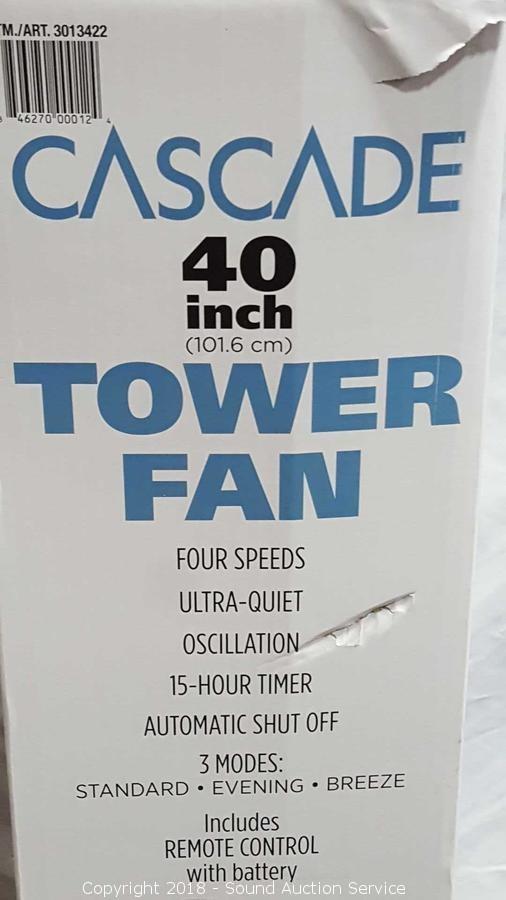 TM./ART. 3013422
46270 00012 4
CASCADE
40
inch
(101.6 cm)
TOWER
FAN
FOUR SPEEDS
ULTRA-QUIET
OSCILLATION
15-HOUR TIMER
AUTOMATIC SHUT OFF
3 MODES:
STANDARD • EVENING • BREEZE
Includes
REMOTE CONTROL
with battery
Copyright 2018 - Sound Auction Service